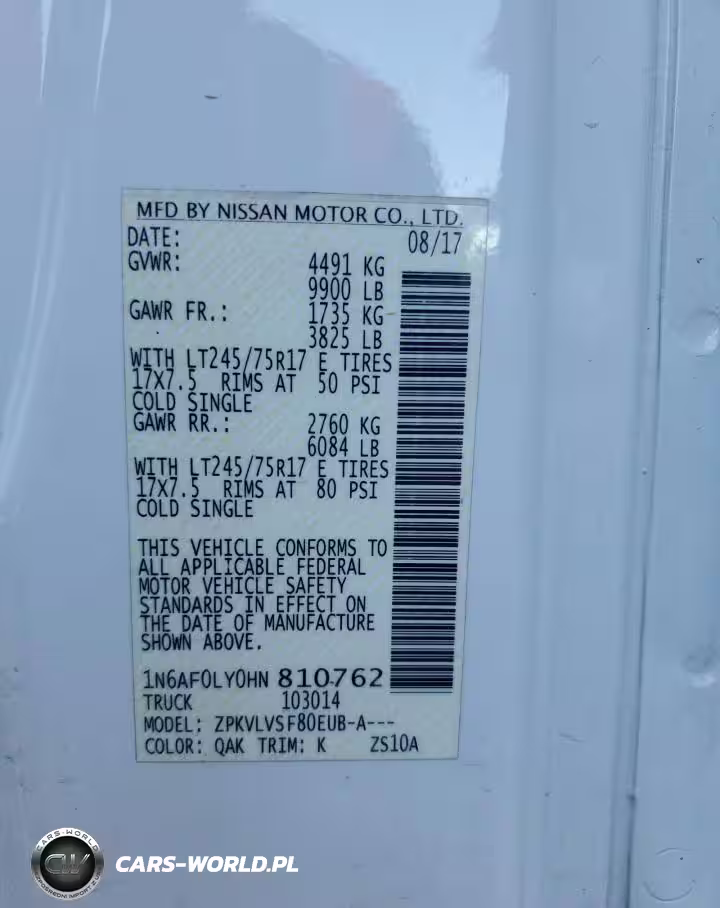 MFD BY NISSAN MOTOR CO., LTD.
DATE: 08/17
GVWR: 4491 KG
9900 LB
GAWR FR.: 1735 KG
3825 LB
WITH LT245/75R17 E TIRES
17X7.5 RIMS AT 50 PSI
COLD SINGLE
GAWR RR.: 2760 KG
6084 LB
WITH LT245/75R17 E TIRES
17X7.5 RIMS AT 80 PSI
COLD SINGLE
THIS VEHICLE CONFORMS TO
ALL APPLICABLE FEDERAL
MOTOR VEHICLE SAFETY
STANDARDS IN EFFECT ON
THE DATE OF MANUFACTURE
SHOWN ABOVE.
1N6AF0LY0HN 810762
TRUCK 103014
MODEL: ZPKVLVSF80EUB-A---
COLOR: QAK TRIM: K ZS10A
CARS-WORLD
CW
CARS-WORLD.PL